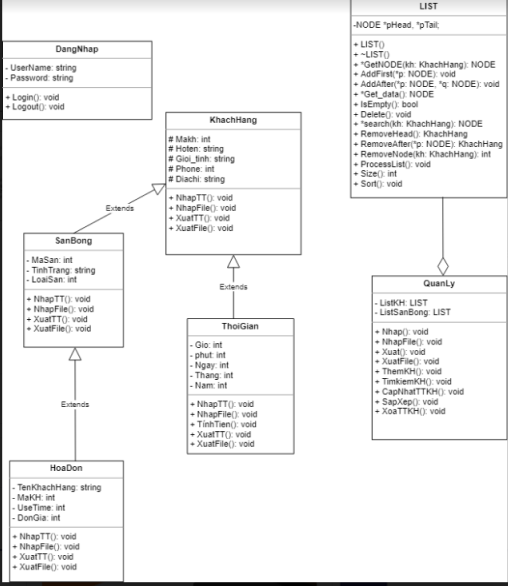 LIST
-NODE *pHead, *pTail;
+ LIST()
+ ~LIST()
+ *GetNODE(kh: KhachHang): NODE
+ AddFirst(*p: NODE): void
+ AddAfter(*p: NODE, *q: NODE): void
+ *Get_data(): NODE
+ IsEmpty(): bool
+ Delete(): void
+ *search(kh: KhachHang): NODE
+ RemoveHead(): KhachHang
+ RemoveAfter(*p: NODE): KhachHang
+ RemoveNode(kh: KhachHang): int
+ ProcessList(): void
+ Size(): int
+ Sort(): void
DangNhap
- UserName: string
- Password: string
+ Login(): void
+ Logout(): void
KhachHang
# Makh: int
# Hoten: string
# Gioi_tinh: string
# Phone: int
# Diachi: string
+ NhapTT(): void
+ NhapFile(): void
+ XuatTT(): void
+ XuatFile(): void
Extends
SanBong
- MaSan: int
- TinhTrang: string
- LoaiSan: int
+ NhapTT(): void
+ NhapFile(): void
+ XuatTT(): void
+ XuatFile(): void
Extends
QuanLy
- ListKH: LIST
- ListSanBong: LIST
+ Nhap(): void
+ NhapFile(): void
+ Xuat(): void
+ XuatFile(): void
+ ThemKH(): void
+ TimkiemKH(): void
+ CapNhatTTKH(): void
+ SapXep(): void
+ XoaTTKH(): void
ThoiGian
- Gio: int
- phut: int
- Ngay: int
- Thang: int
- Nam: int
+ NhapTT(): void
+ NhapFile(): void
+ TinhTien(): void
+ XuatTT(): void
+ XuatFile(): void
Extends
HoaDon
- TenKhachHang: string
- MaKH: int
- UseTime: int
- DonGia: int
+ NhapTT(): void
+ NhapFile(): void
+ XuatTT(): void
+ XuatFile(): void